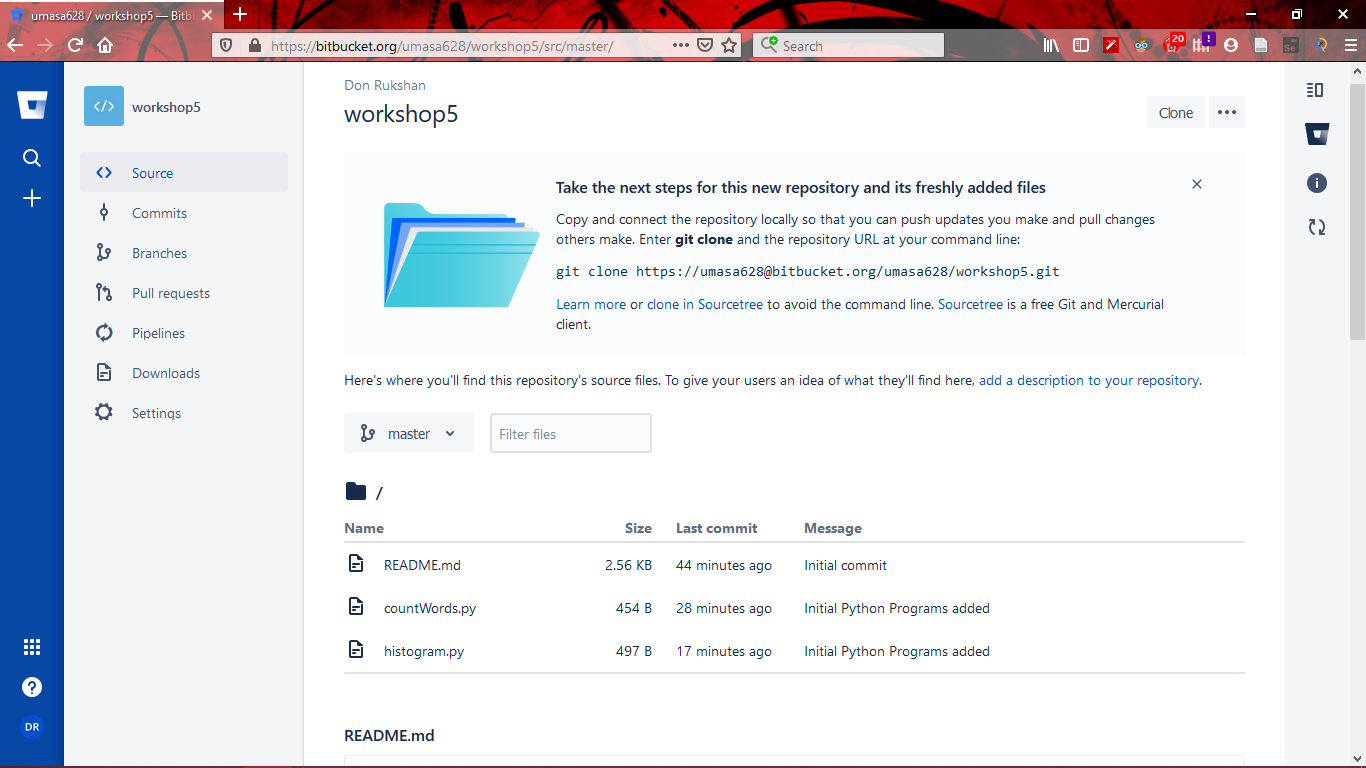 umasa628 / workshop5 — Bitb
https://bitbucket.org/umasa628/workshop5/src/master/
Search
20
!
workshop5
Source
Commits
Branches
Pull requests
Pipelines
Downloads
Settings
DR
Don Rukshan
workshop5
Clone
Take the next steps for this new repository and its freshly added files
Copy and connect the repository locally so that you can push updates you make and pull changes
others make. Enter git clone and the repository URL at your command line:
git clone https://umasa628@bitbucket.org/umasa628/workshop5.git
Learn more or clone in Sourcetree to avoid the command line. Sourcetree is a free Git and Mercurial
client.
Here's where you'll find this repository's source files. To give your users an idea of what they'll find here, add a description to your repository.
master
Filter files
/
Name Size Last commit Message
README.md 2.56 KB 44 minutes ago Initial commit
countWords.py 454 B 28 minutes ago Initial Python Programs added
histogram.py 497 B 17 minutes ago Initial Python Programs added
README.md